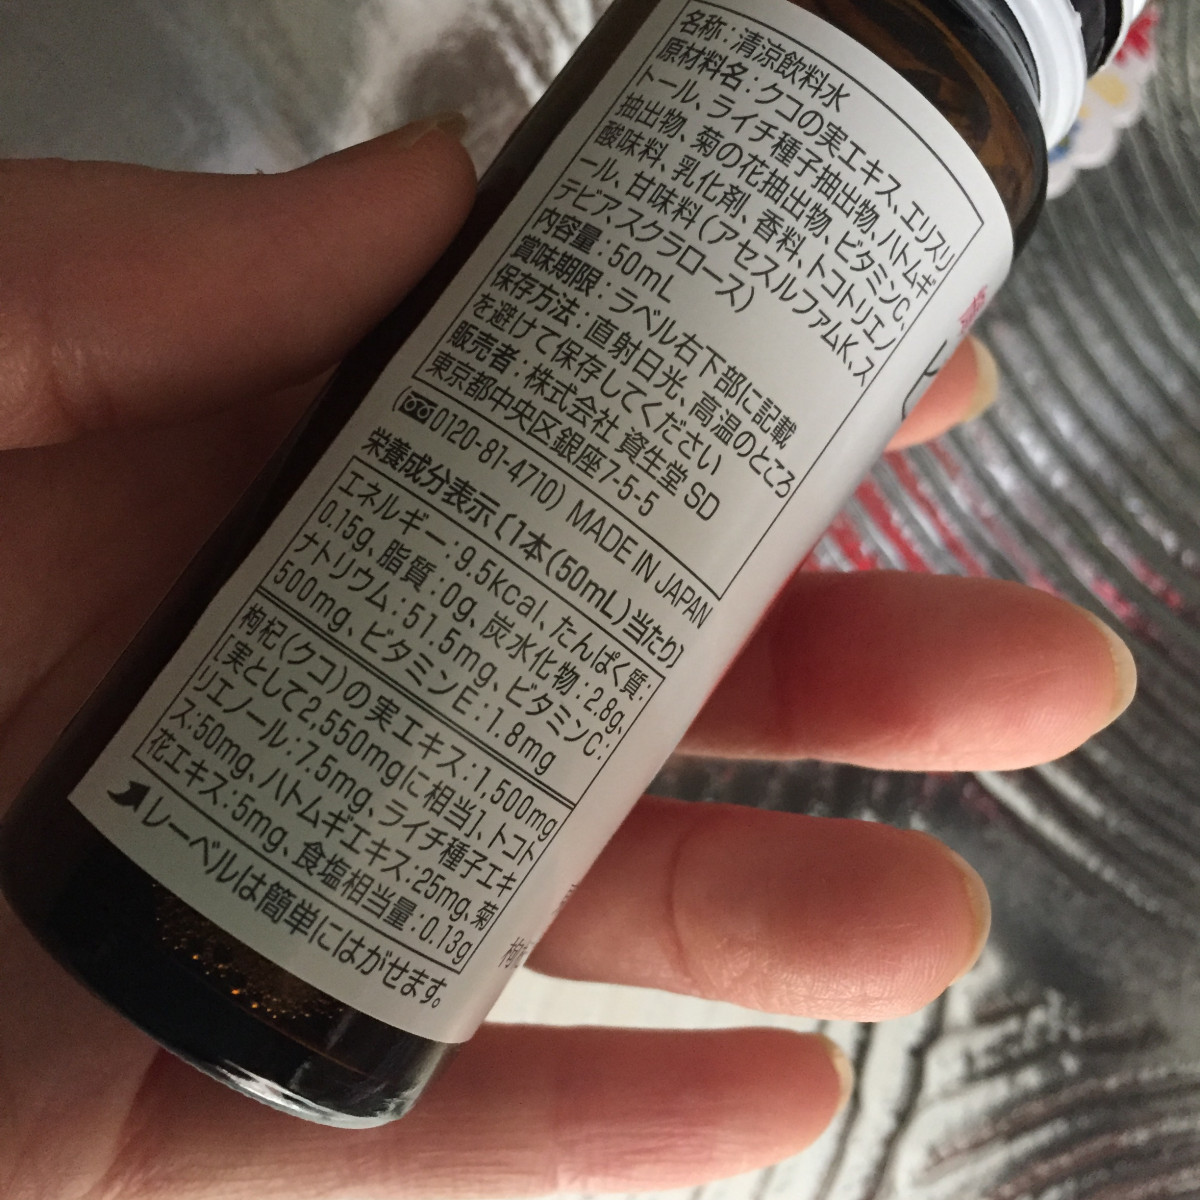 名称：清涼飲料水
原材料名：クコの実エキス、エリスリ
トール、ライチ種子抽出物、ハトムギ
抽出物、菊の花抽出物、ビタミンC、
酸味料、乳化剤、香料、トコトリエノ
ール、甘味料（アセスルファムK、ス
テビア、スクラロース）
内容量：50mL
賞味期限：ラベル右下部に記載
保存方法：直射日光、高温のところ
を避けて保存してください
販売者：株式会社 資生堂 SD
東京都中央区銀座7-5-5
(0120-81-4710) MADE IN JAPAN
栄養成分表示〔1本(50mL)当たり〕
エネルギー：9.5kcal、たんぱく質：
0.15g、脂質：0g、炭水化物：2.8g、
ナトリウム：51.5mg、ビタミンC：
500mg、ビタミンE：1.8mg
枸杞(クコ)の実エキス：1,500mg
[実として2,550mgに相当]、トコト
リエノール：7.5mg、ライチ種子エキ
ス：50mg、ハトムギエキス：25mg、菊
花エキス：5mg、食塩相当量：0.13g
レーベルは簡単にはがせます。